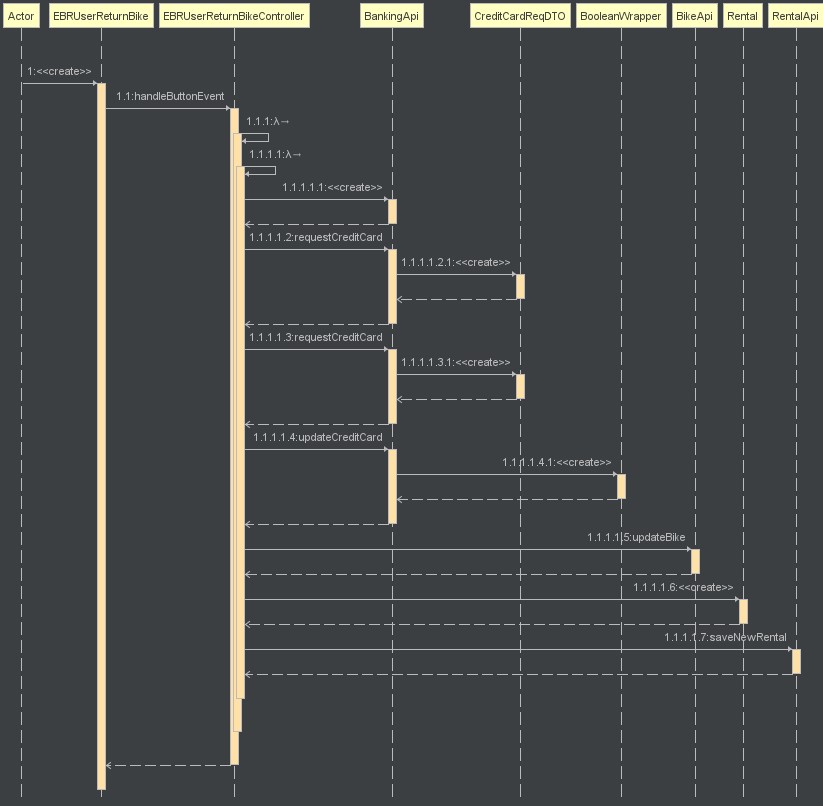 Actor EBRUserReturnBike EBRUserReturnBikeController BankingApi CreditCardReqDTO BooleanWrapper BikeApi Rental RentalApi
1:<<create>>
1.1:handleButtonEvent
1.1.1:λ→
1.1.1.1:λ→
1.1.1.1.1:<<create>>
1.1.1.1.2:requestCreditCard
1.1.1.1.2.1:<<create>>
1.1.1.1.3:requestCreditCard
1.1.1.1.3.1:<<create>>
1.1.1.1.4:updateCreditCard
1.1.1.1.4.1:<<create>>
1.1.1.1.5:updateBike
1.1.1.1.6:<<create>>
1.1.1.1.7:saveNewRental